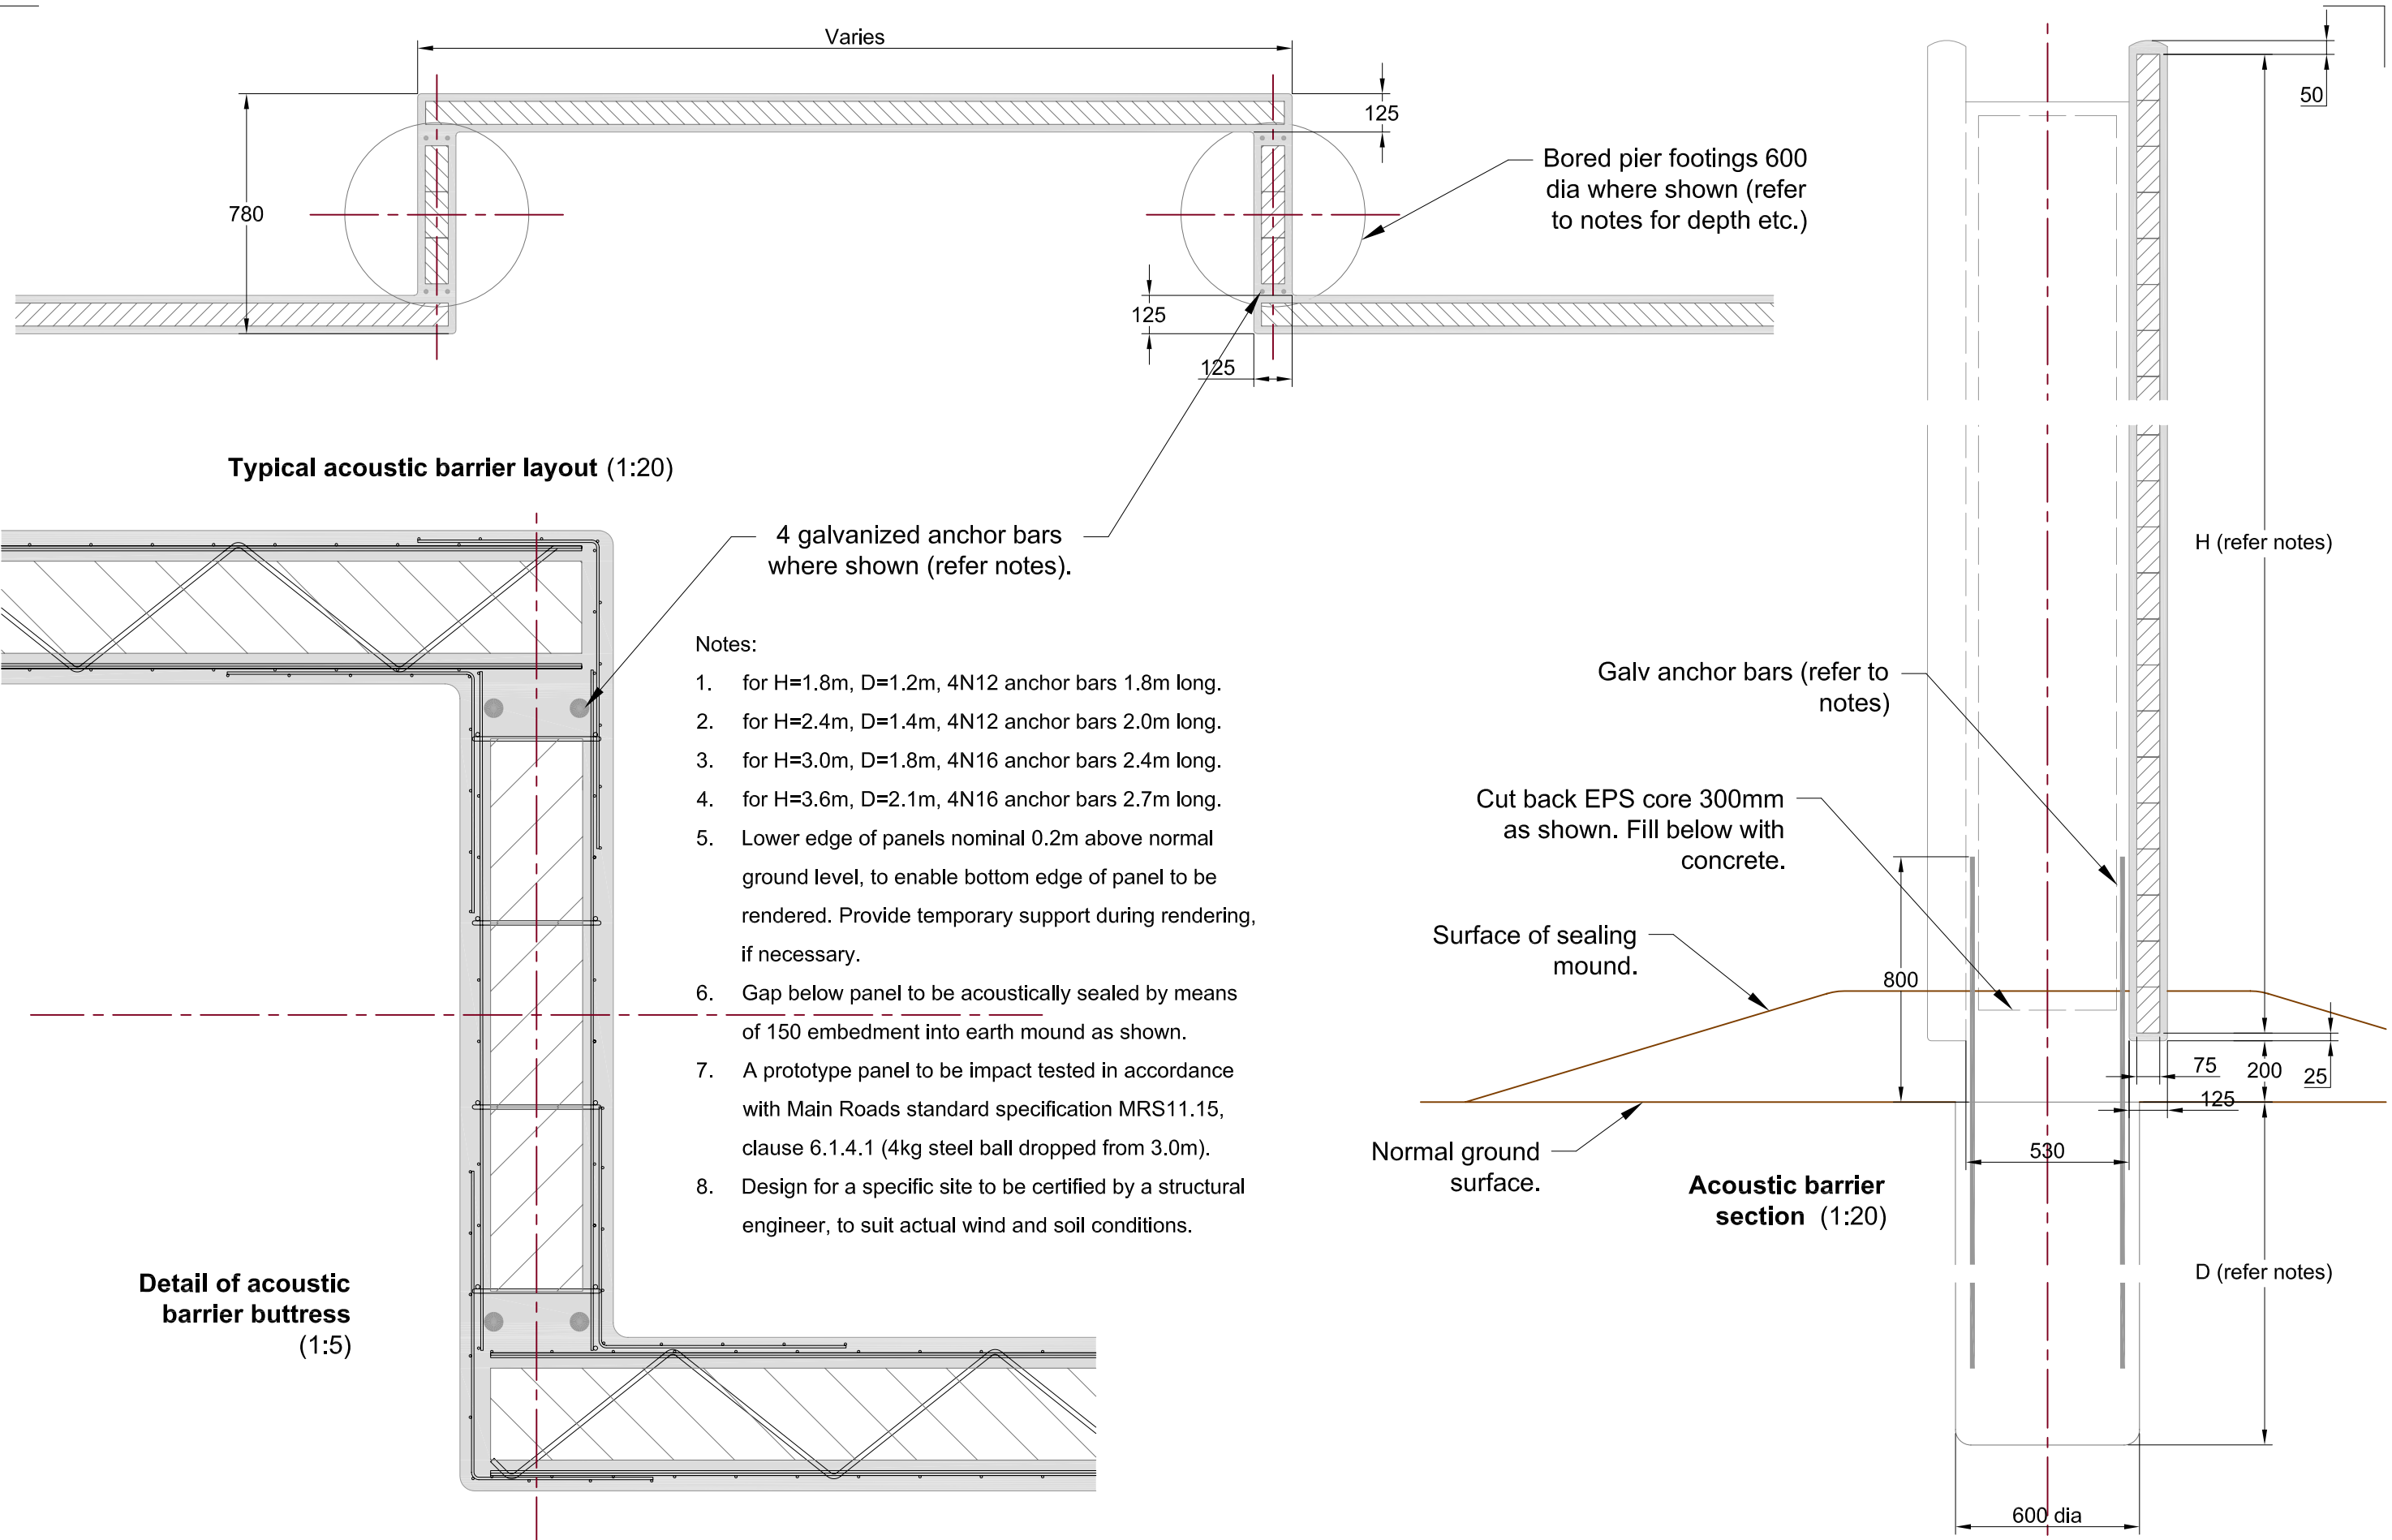 Varies
780
125
125
125
Bored pier footings 600
dia where shown (refer
to notes for depth etc.)
Typical acoustic barrier layout (1:20)
4 galvanized anchor bars
where shown (refer notes).
Notes:
1. for H=1.8m, D=1.2m, 4N12 anchor bars 1.8m long.
2. for H=2.4m, D=1.4m, 4N12 anchor bars 2.0m long.
3. for H=3.0m, D=1.8m, 4N16 anchor bars 2.4m long.
4. for H=3.6m, D=2.1m, 4N16 anchor bars 2.7m long.
5. Lower edge of panels nominal 0.2m above normal
ground level, to enable bottom edge of panel to be
rendered. Provide temporary support during rendering,
if necessary.
6. Gap below panel to be acoustically sealed by means
of 150 embedment into earth mound as shown.
7. A prototype panel to be impact tested in accordance
with Main Roads standard specification MRS11.15,
clause 6.1.4.1 (4kg steel ball dropped from 3.0m).
8. Design for a specific site to be certified by a structural
engineer, to suit actual wind and soil conditions.
Detail of acoustic
barrier buttress
(1:5)
50
H (refer notes)
Galv anchor bars (refer to
notes)
Cut back EPS core 300mm
as shown. Fill below with
concrete.
Surface of sealing
mound.
800
75
200
25
125
Normal ground
surface.
530
Acoustic barrier
section (1:20)
D (refer notes)
600 dia